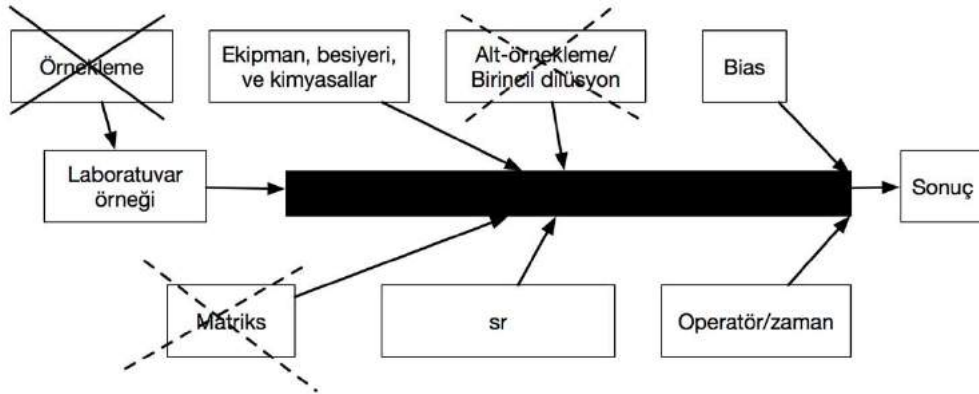 Örnekleme
Ekipman, besiyeri,
ve kimyasallar
Alt-örnekleme/
Birincil dilüsyon
Bias
Laboratuvar
örneği
Sonuç
Matriks
sr
Operatör/zaman